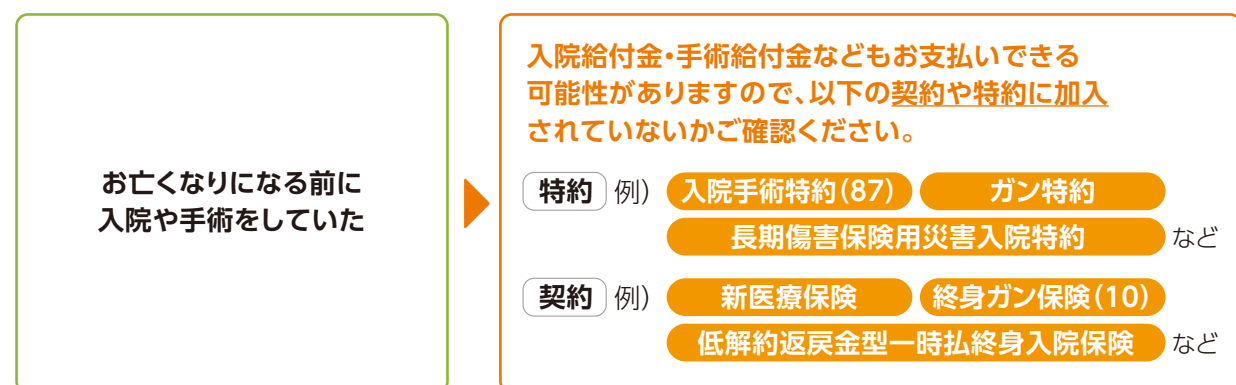 お亡くなりになる前に
入院や手術をしていた
入院給付金・手術給付金などもお支払いできる
可能性がありますので、以下の契約や特約に加入
されていないかご確認ください。
特約 例） 入院手術特約（87） ガン特約
長期傷害保険用災害入院特約 など
契約 例） 新医療保険 終身ガン保険（10）
低解約返戻金型一時払終身入院保険 など